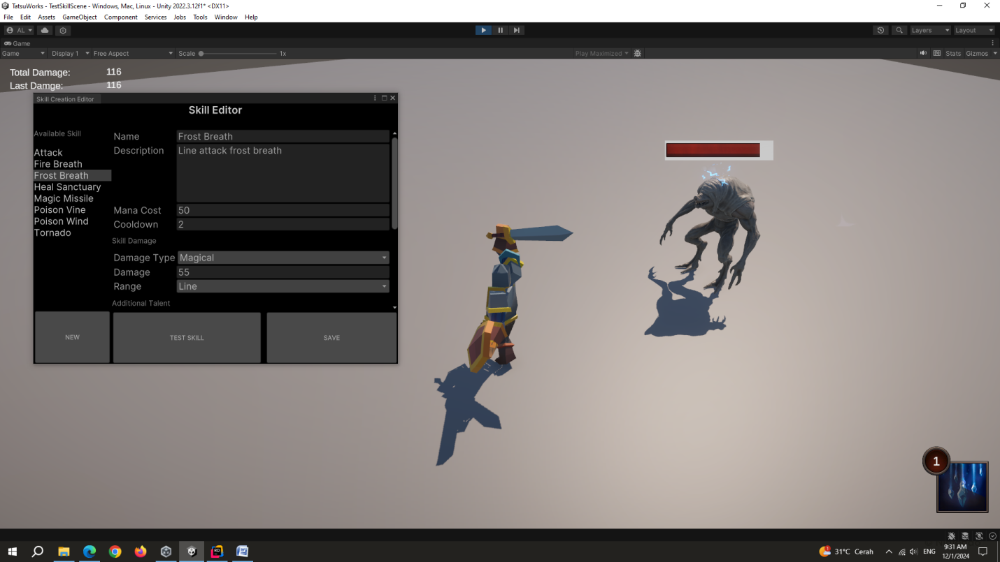 TatsuWorks - TestSkillScene - Windows, Mac, Linux - Unity 2022.3.12f1* <DX11>
File Edit Assets GameObject Component Services Jobs Tools Window Help
AL Layers Layout
Game
Game Display 1 Free Aspect Scale 1x Play Maximized Stats Gizmos
Total Damage: 116
Last Damge: 116
Skill Creation Editor
Skill Editor
Available Skill
Attack
Fire Breath
Frost Breath
Heal Sanctuary
Magic Missile
Poison Vine
Poison Wind
Tornado
Name Frost Breath
Description Line attack frost breath
Mana Cost 50
Cooldown 2
Skill Damage
Damage Type Magical
Damage 55
Range Line
Additional Talent
NEW TEST SKILL SAVE
1
31°C Cerah ENG 9:31 AM
12/1/2024